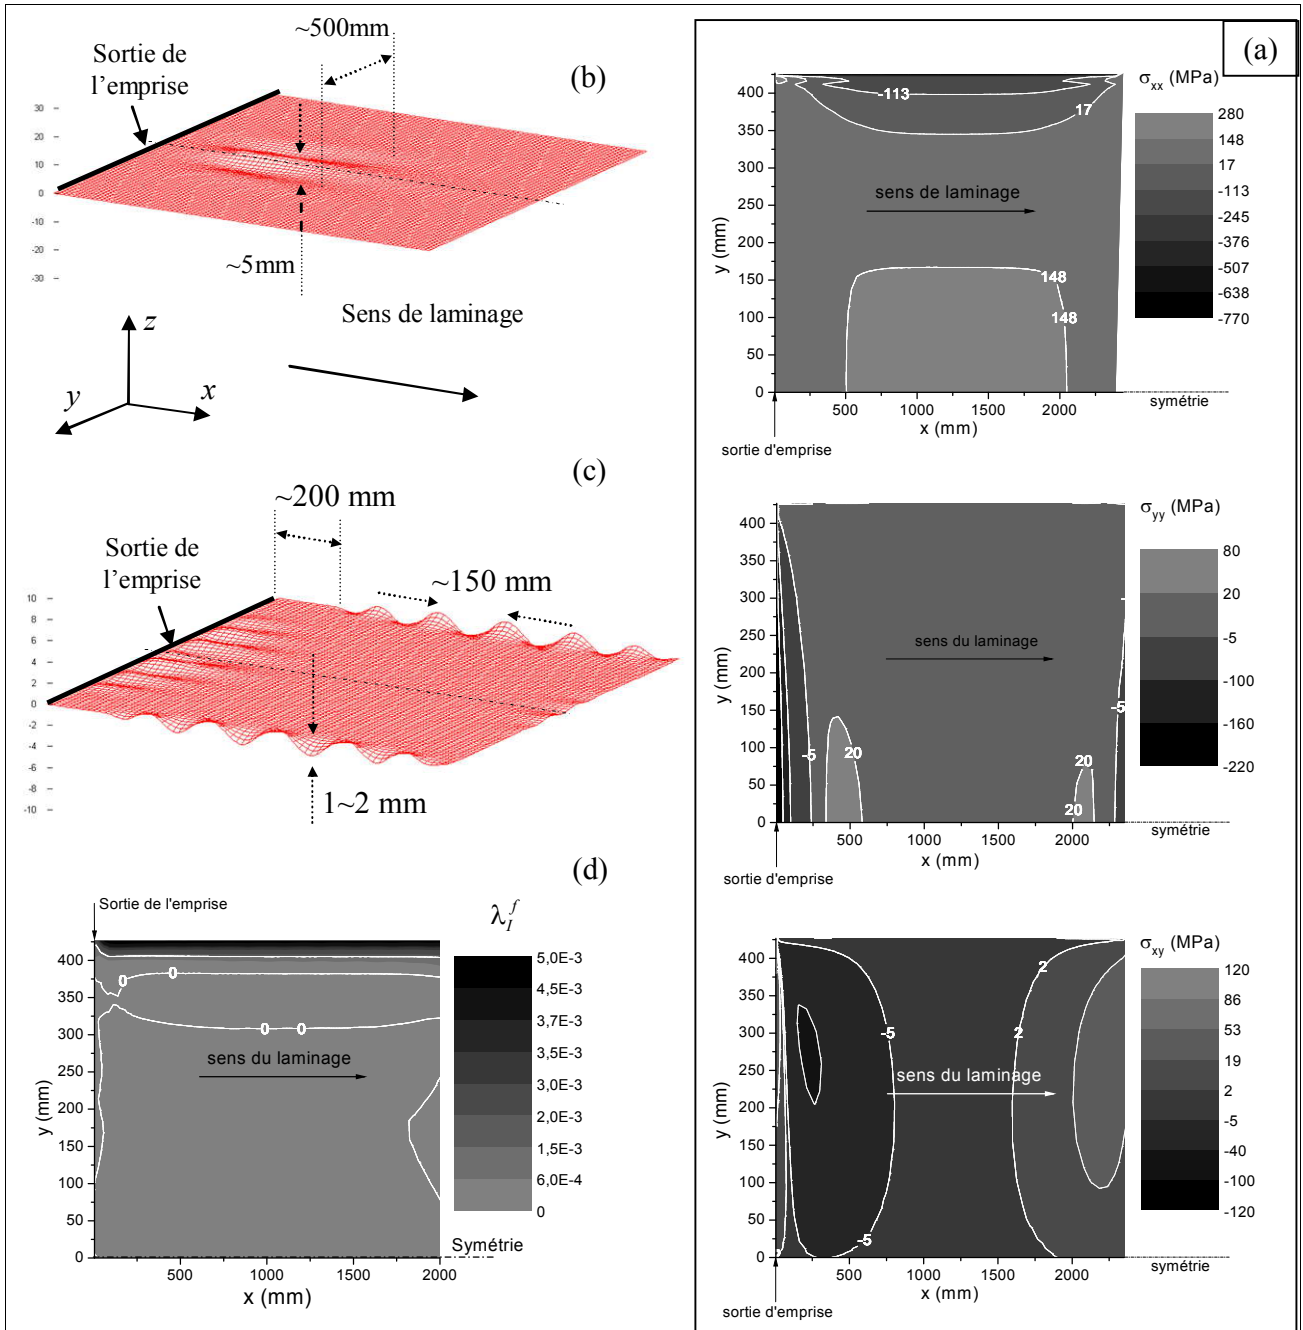 ~500mm
Sortie de
l’emprise
(b)
30
20
10
0
-10
-20
-30
~5mm
Sens de laminage
z
y
x
(c)
~200 mm
Sortie de
l’emprise
~150 mm
10
8
6
4
2
0
-2
-4
-6
-8
-10
1~2 mm
(d)
Sortie de l'emprise
λ_I^f
400
350
300
250
200
150
100
50
0
y (mm)
0
0
0
0
sens du laminage
5,0E-3
4,5E-3
3,7E-3
3,5E-3
3,0E-3
2,0E-3
1,5E-3
6,0E-4
0
Symétrie
500
1000
1500
2000
x (mm)
(a)
σxx (MPa)
400
350
300
250
200
150
100
50
0
y (mm)
-113
17
sens de laminage
148
148
280
148
17
-113
-245
-376
-507
-638
-770
500
1000
1500
2000
x (mm)
symétrie
sortie d'emprise
σyy (MPa)
400
350
300
250
200
150
100
50
0
y (mm)
sens du laminage
-5
20
20
20
-5
80
20
-5
-100
-160
-220
0
500
1000
1500
2000
x (mm)
symétrie
sortie d'emprise
σxy (MPa)
400
350
300
250
200
150
100
50
0
y (mm)
2
-5
2
sens du laminage
-5
120
86
53
19
2
-5
-40
-100
-120
0
500
1000
1500
2000
x (mm)
symétrie
sortie d'emprise